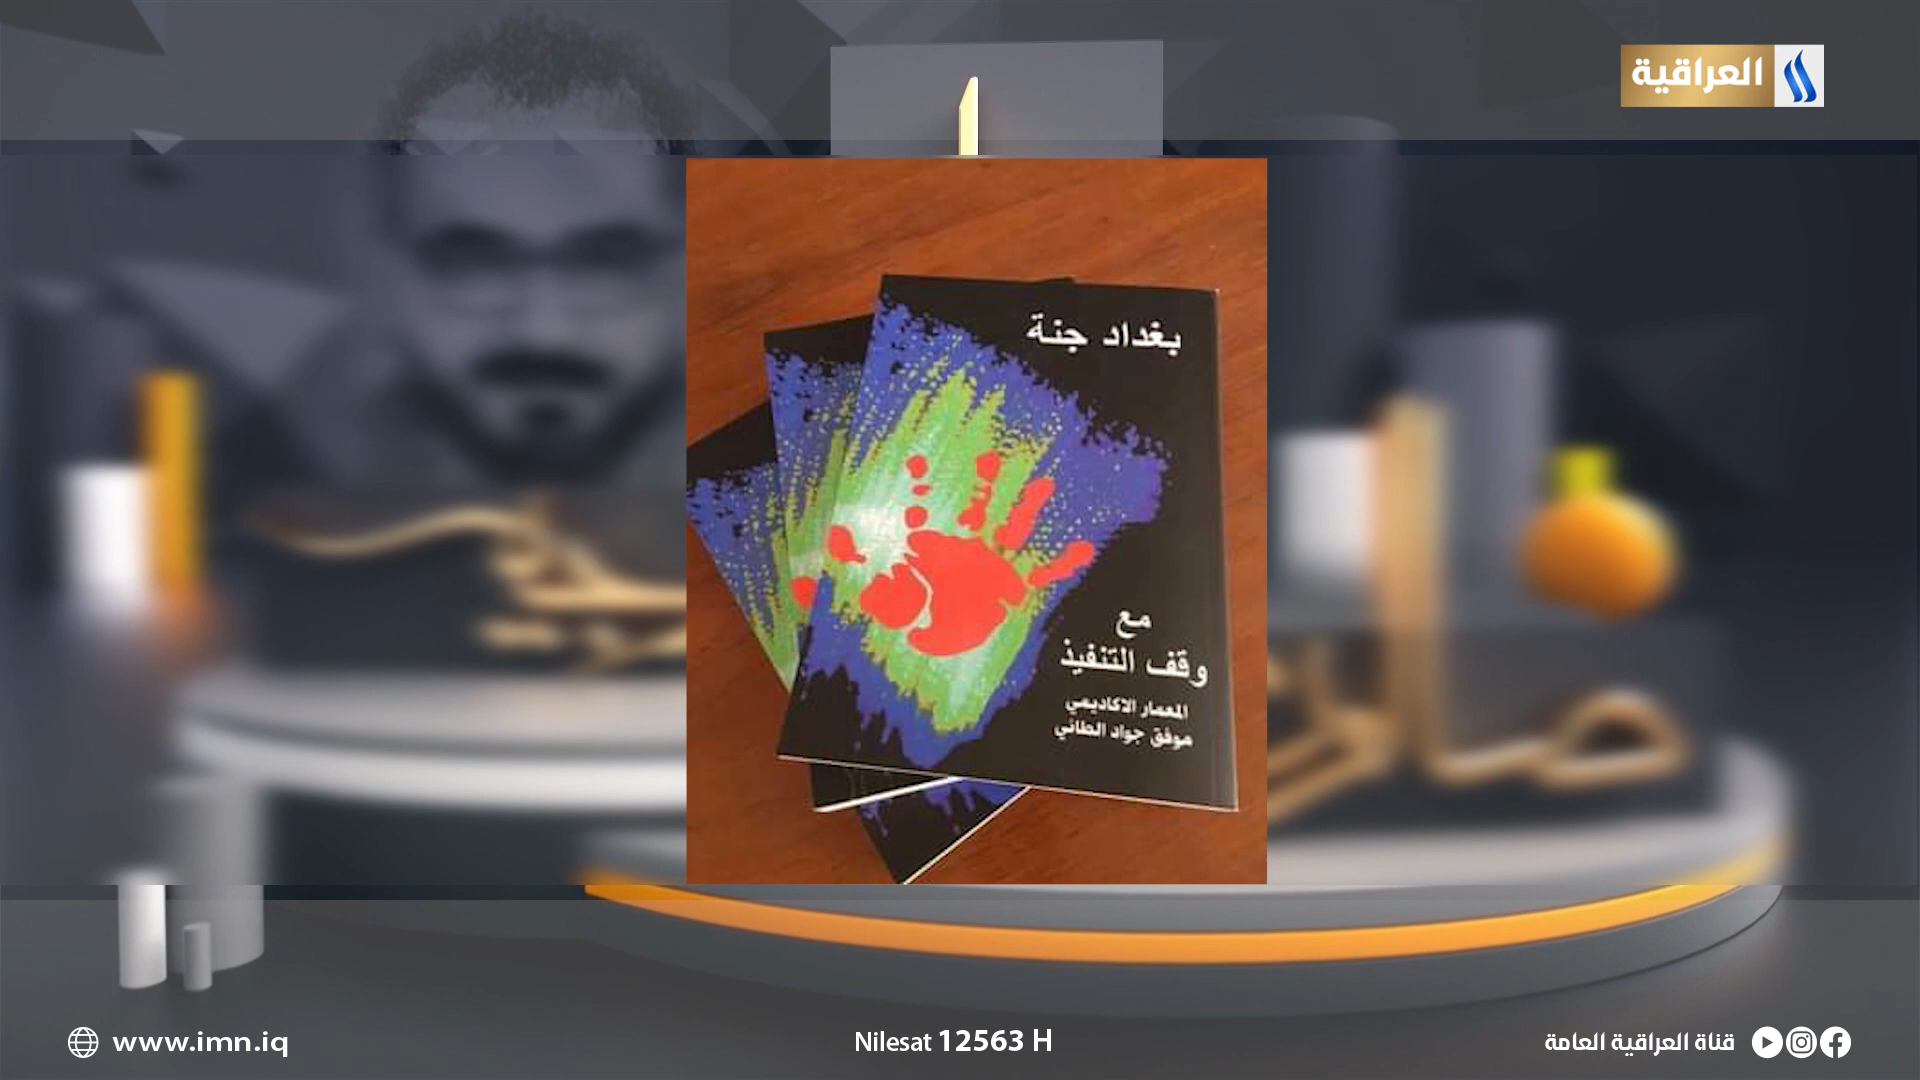 العراقية
بغداد جنة
مع
وقف التنفيذ
المعمار الاكاديمي
موفق جواد الطائي
www.imn.iq
Nilesat 12563 H
قناة العراقية العامة